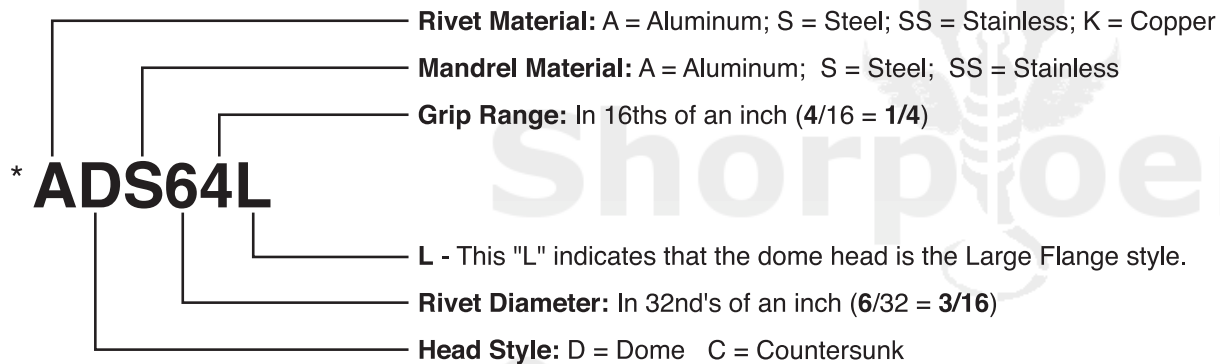 Rivet Material: A = Aluminum; S = Steel; SS = Stainless; K = Copper
Mandrel Material: A = Aluminum; S = Steel; SS = Stainless
Grip Range: In 16ths of an inch (4/16 = 1/4)
* ADS64L
Shorptoe
L - This "L" indicates that the dome head is the Large Flange style.
Rivet Diameter: In 32nd's of an inch (6/32 = 3/16)
Head Style: D = Dome C = Countersunk